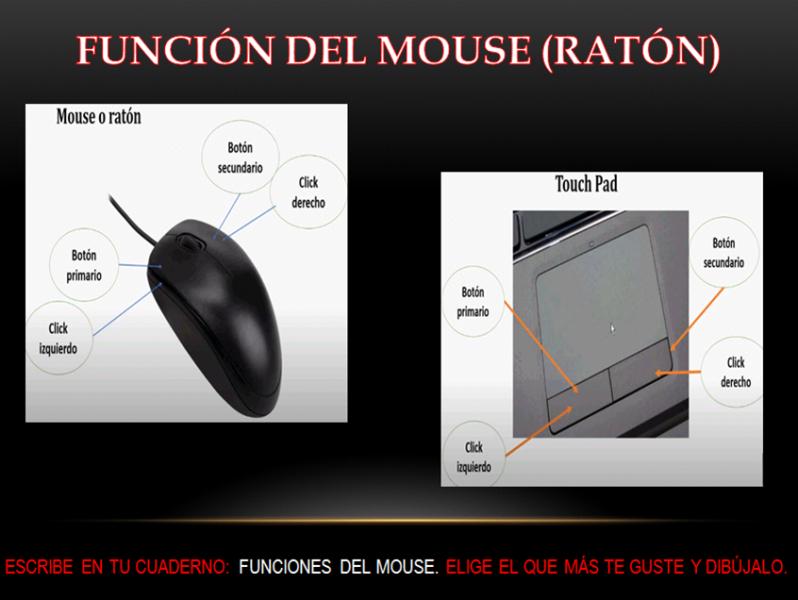 FUNCIÓN DEL MOUSE (RATÓN)
Mouse o ratón
Botón
secundario
Click
derecho
Botón
primario
Click
izquierdo
Touch Pad
Botón
secundario
Botón
primario
Click
derecho
Click
izquierdo
ESCRIBE EN TU CUADERNO: FUNCIONES DEL MOUSE. ELIGE EL QUE MÁS TE GUSTE Y DIBÚJALO.